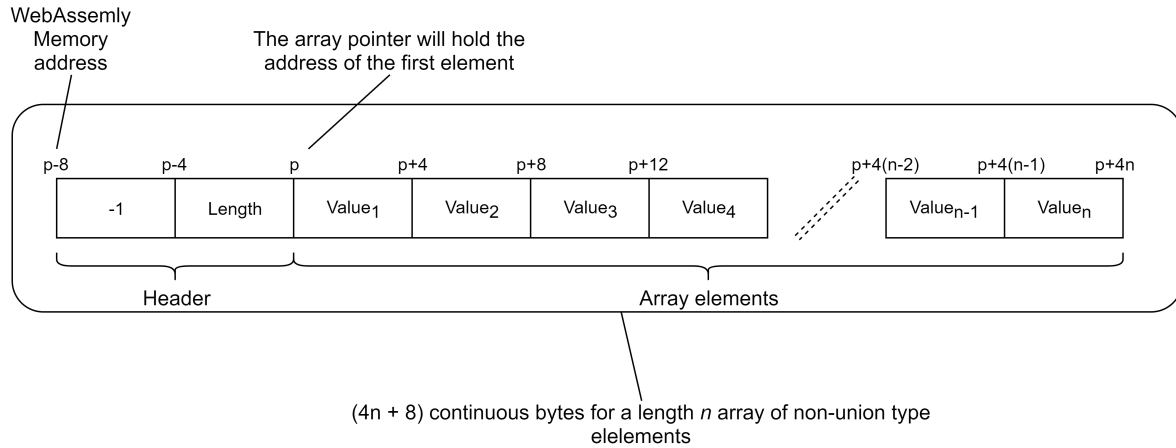 WebAssemly
Memory
address
The array pointer will hold the
address of the first element
p-8 p-4 p p+4 p+8 p+12 p+4(n-2) p+4(n-1) p+4n
-1 Length Value1 Value2 Value3 Value4 Valuen-1 Valuen
Header Array elements
(4n + 8) continuous bytes for a length n array of non-union type
elelements